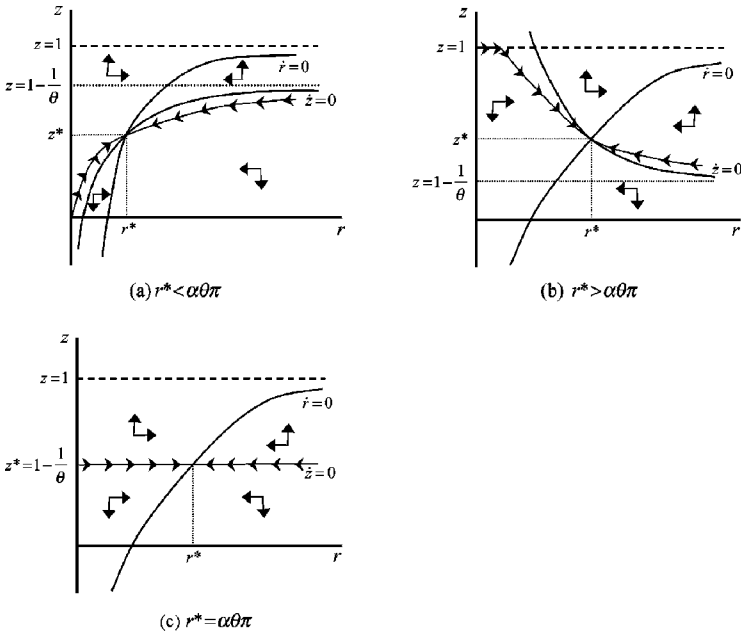 z
z=1
ṙ=0
z=1-1/θ
ż=0
z*
r*
r
(a) r*<αθπ
z
z=1
ṙ=0
z*
z=1-1/θ
ż=0
r*
r
(b) r*>αθπ
z
z=1
ṙ=0
z*=1-1/θ
ż=0
r*
r
(c) r*=αθπ